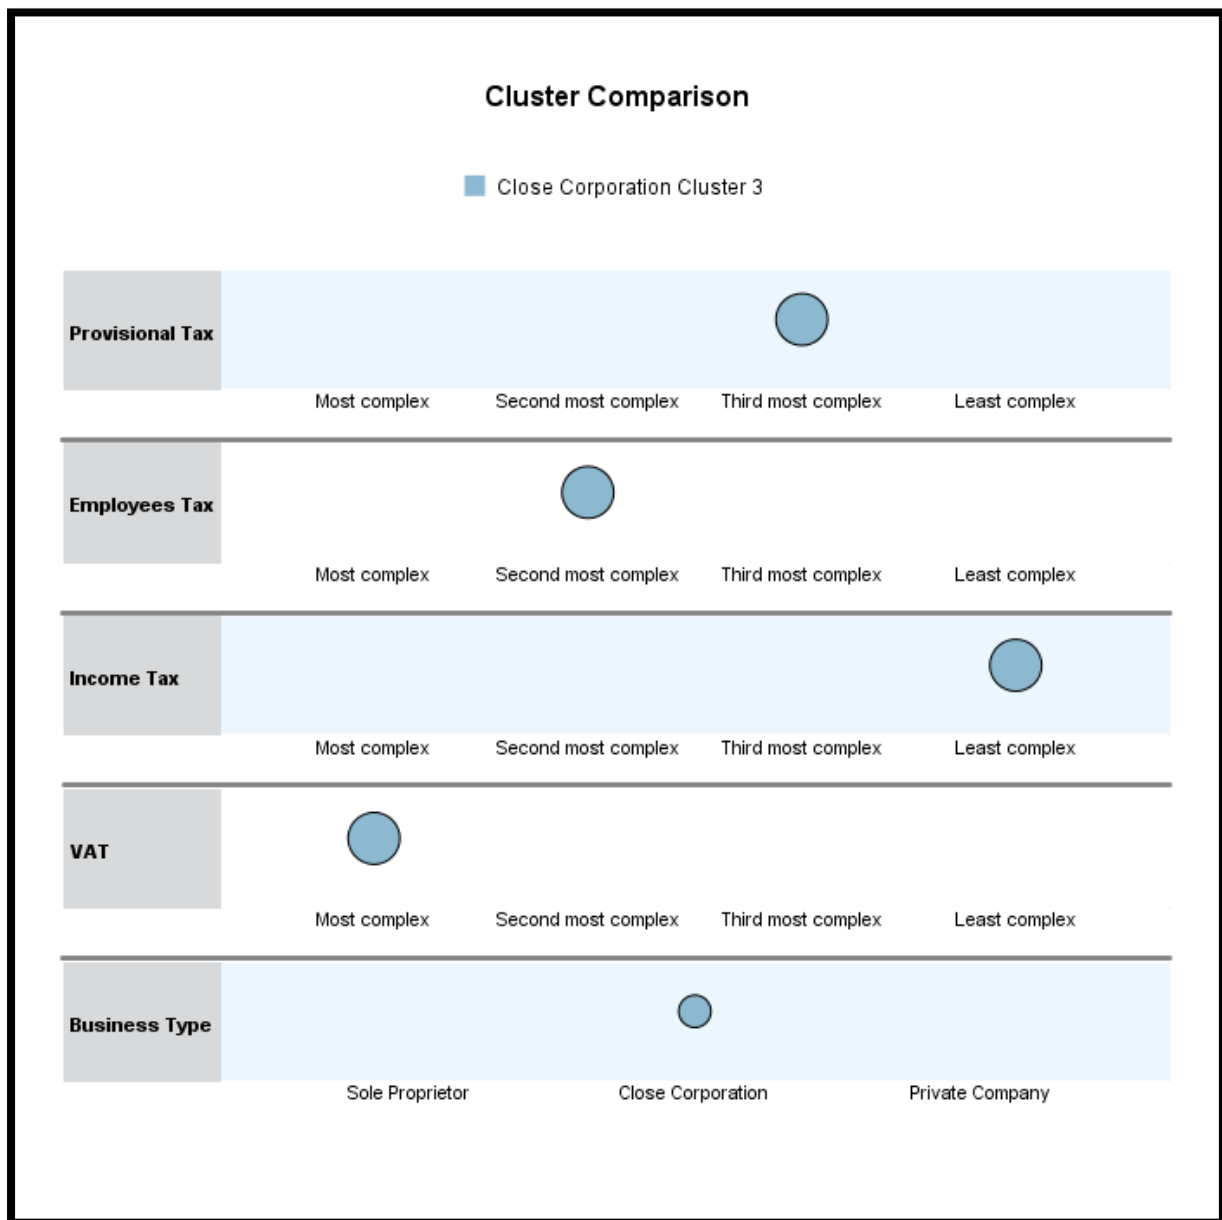 Cluster Comparison
Close Corporation Cluster 3
Provisional Tax
Most complex Second most complex Third most complex Least complex
Employees Tax
Most complex Second most complex Third most complex Least complex
Income Tax
Most complex Second most complex Third most complex Least complex
VAT
Most complex Second most complex Third most complex Least complex
Business Type
Sole Proprietor Close Corporation Private Company